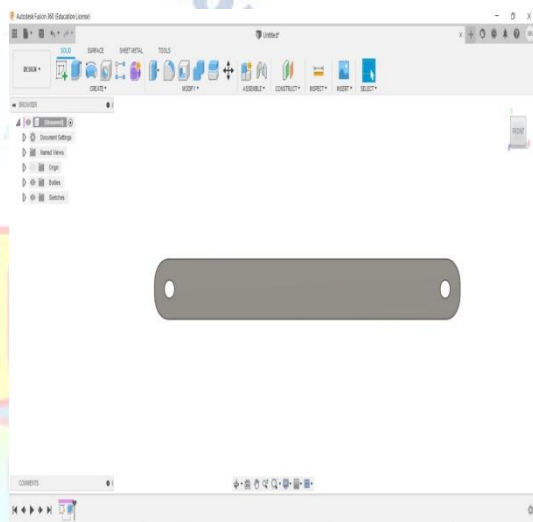 Autodesk Fusion 360 (Education License)
Untitled*
SOLID SURFACE SHEET METAL TOOLS
DESIGN
CREATE MODIFY ASSEMBLE CONSTRUCT INSPECT INSERT SELECT
BROWSER
(Unsaved)
Document Settings
Named Views
Origin
Bodies
Sketches
FRONT
COMMENTS